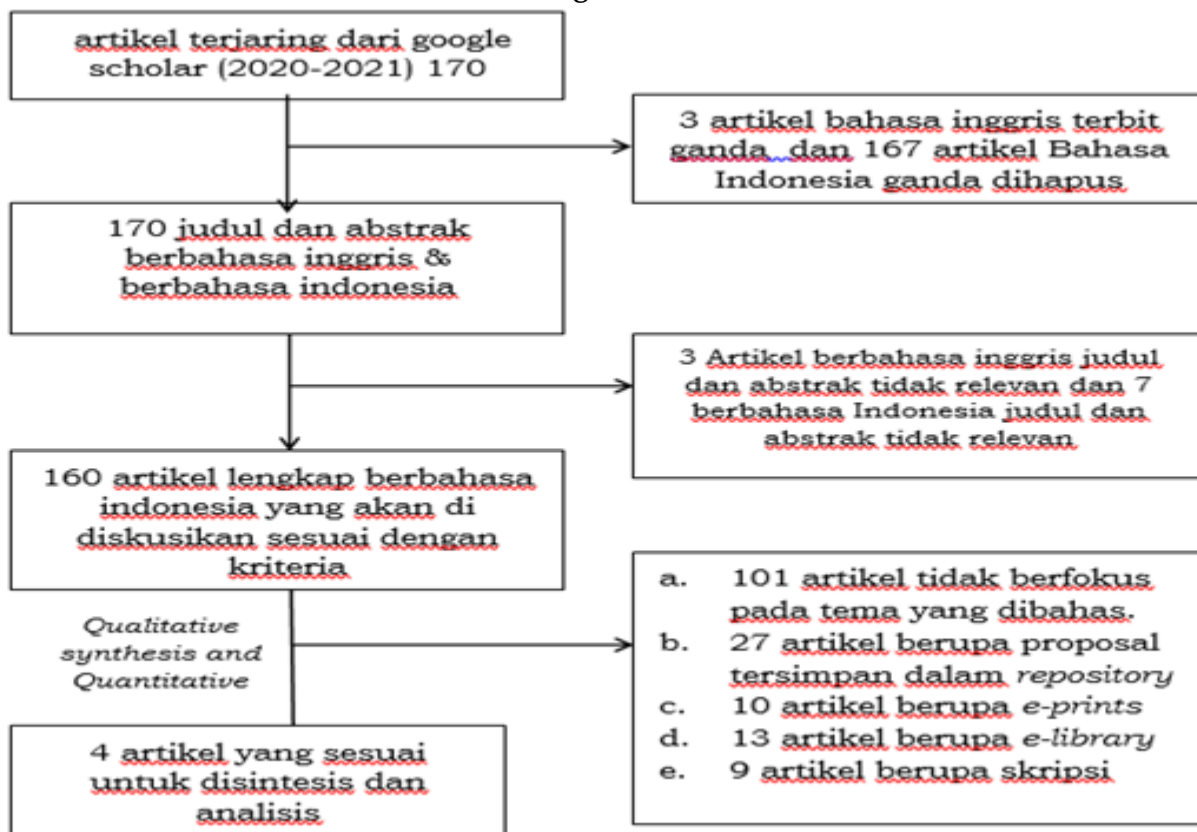 artikel terjaring dari google
scholar (2020-2021) 170
3 artikel bahasa inggris terbit
ganda dan 167 artikel Bahasa
Indonesia ganda dihapus
170 judul dan abstrak
berbahasa inggris &
berbahasa indonesia
3 Artikel berbahasa inggris judul
dan abstrak tidak relevan dan 7
berbahasa Indonesia judul dan
abstrak tidak relevan
160 artikel lengkap berbahasa
indonesia yang akan di
diskusikan sesuai dengan
kriteria
Qualitative
synthesis and
Quantitative
a. 101 artikel tidak berfokus
pada tema yang dibahas.
b. 27 artikel berupa proposal
tersimpan dalam repository
c. 10 artikel berupa e-prints
d. 13 artikel berupa e-library
e. 9 artikel berupa skripsi
4 artikel yang sesuai
untuk disintesis dan
analisis